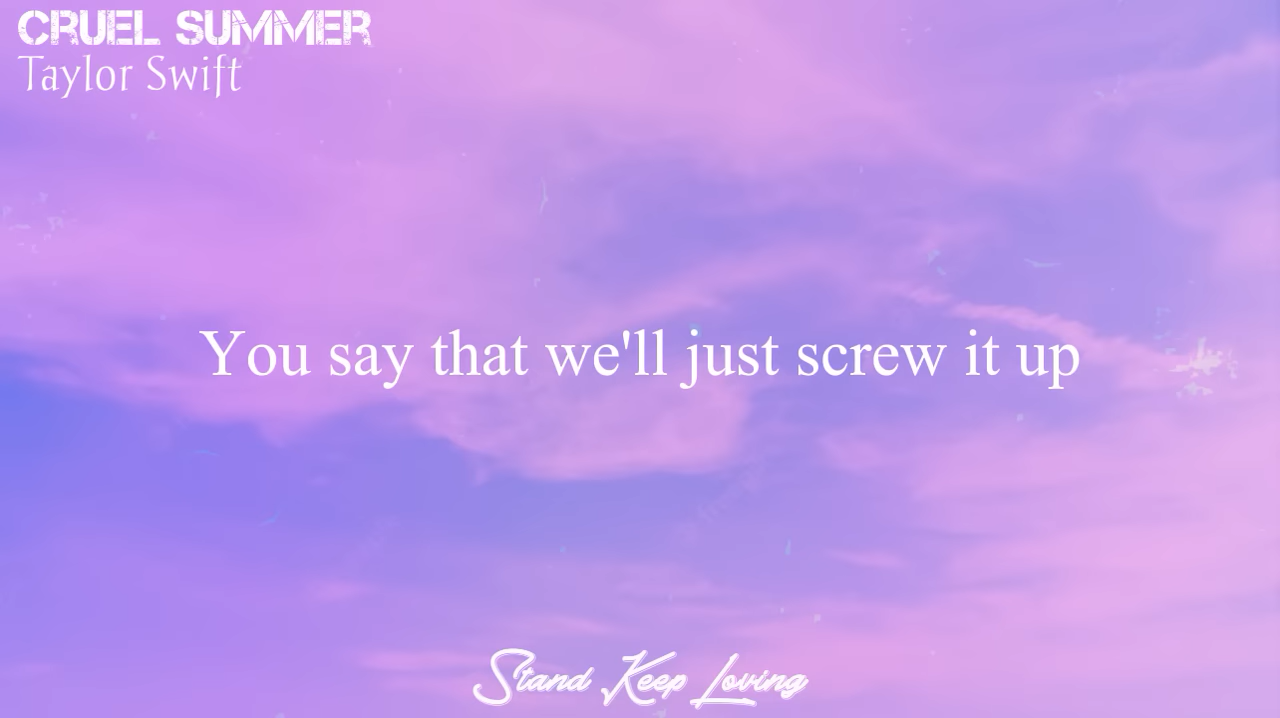 CRUEL SUMMER
Taylor Swift
You say that we'll just screw it up
Stand Keep Loving